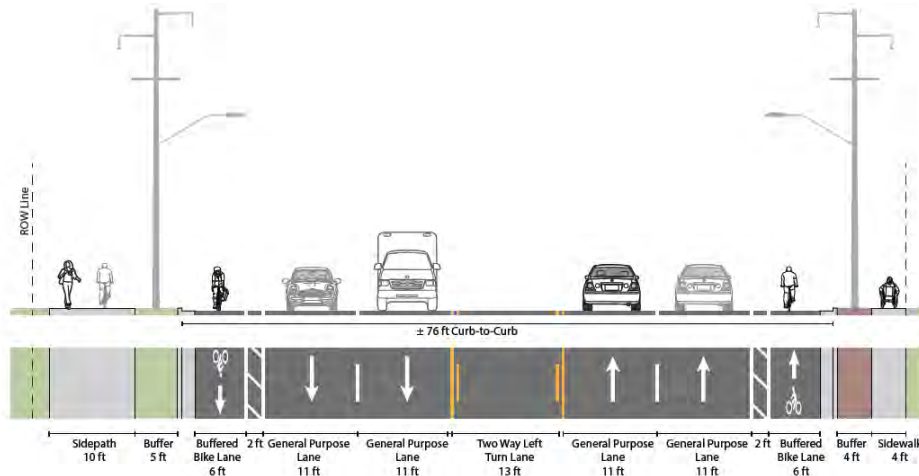 ROW Line
± 76 ft Curb-to-Curb
Sidepath
10 ft
Buffer
5 ft
Buffered
Bike Lane
6 ft
2 ft
General Purpose
Lane
11 ft
General Purpose
Lane
11 ft
Two Way Left
Turn Lane
13 ft
General Purpose
Lane
11 ft
General Purpose
Lane
11 ft
2 ft
Buffered
Bike Lane
6 ft
Buffer
4 ft
Sidewalk
4 ft